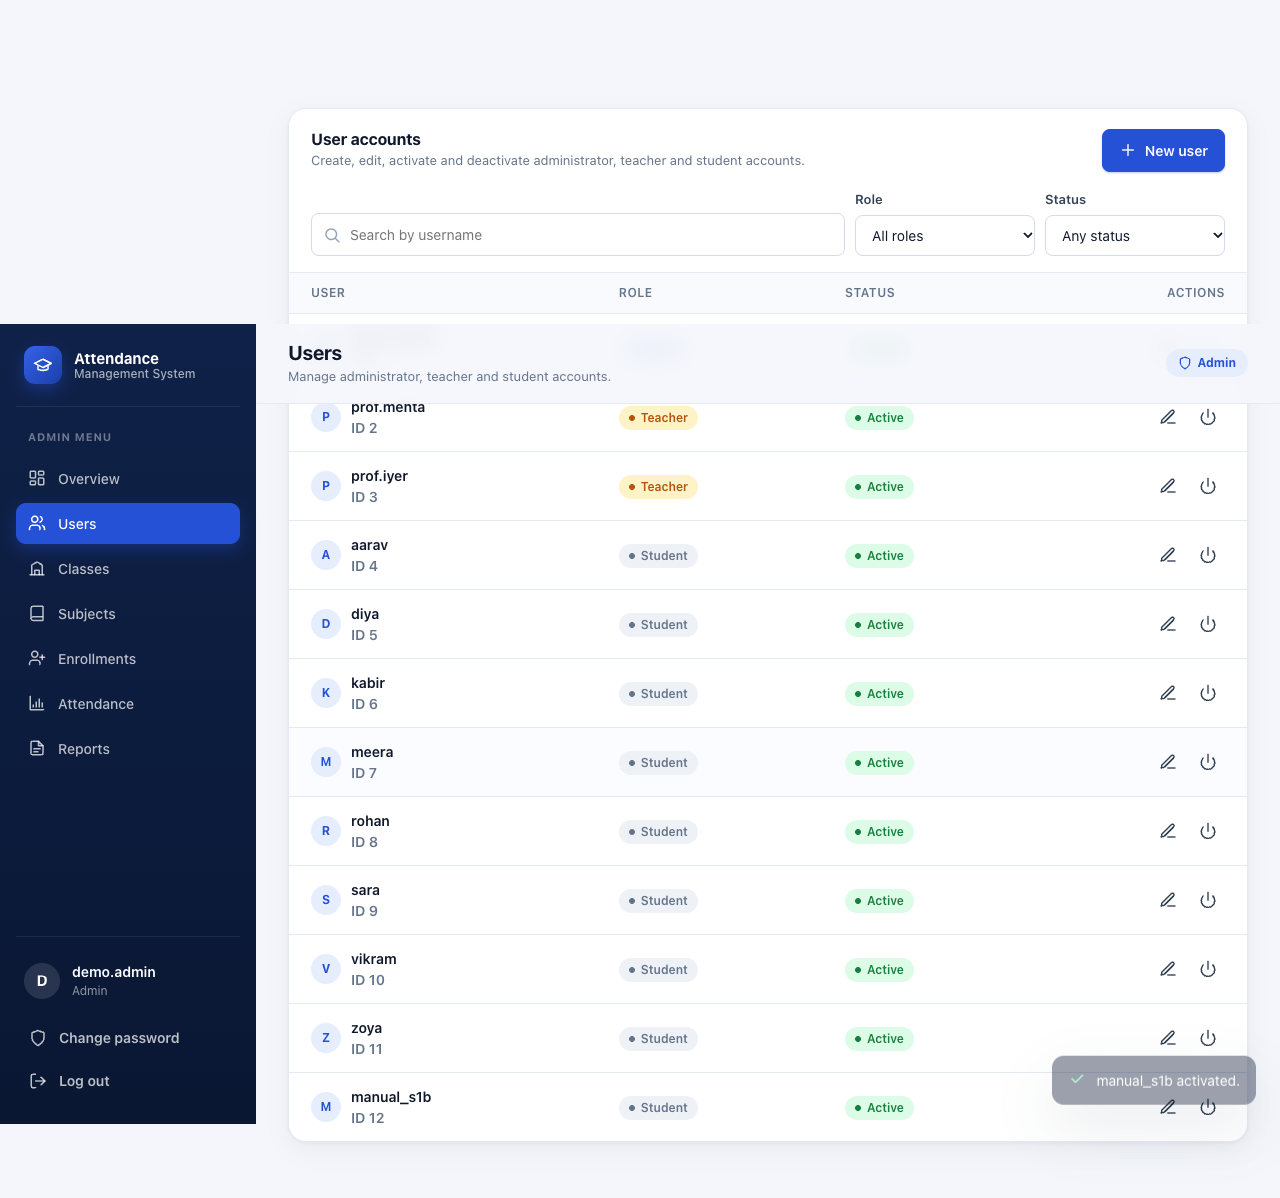 User accounts
Create, edit, activate and deactivate administrator, teacher and student accounts.
New user
Role
Status
Search by username
All roles
Any status
USER
ROLE
STATUS
ACTIONS
Attendance
Management System
ADMIN MENU
Overview
Users
Classes
Subjects
Enrollments
Attendance
Reports
D
demo.admin
Admin
Change password
Log out
Users
Manage administrator, teacher and student accounts.
Admin
P
prof.mehta
ID 2
Teacher
Active
P
prof.iyer
ID 3
Teacher
Active
A
aarav
ID 4
Student
Active
D
diya
ID 5
Student
Active
K
kabir
ID 6
Student
Active
M
meera
ID 7
Student
Active
R
rohan
ID 8
Student
Active
S
sara
ID 9
Student
Active
V
vikram
ID 10
Student
Active
Z
zoya
ID 11
Student
Active
M
manual_s1b
ID 12
Student
Active
manual_s1b activated.